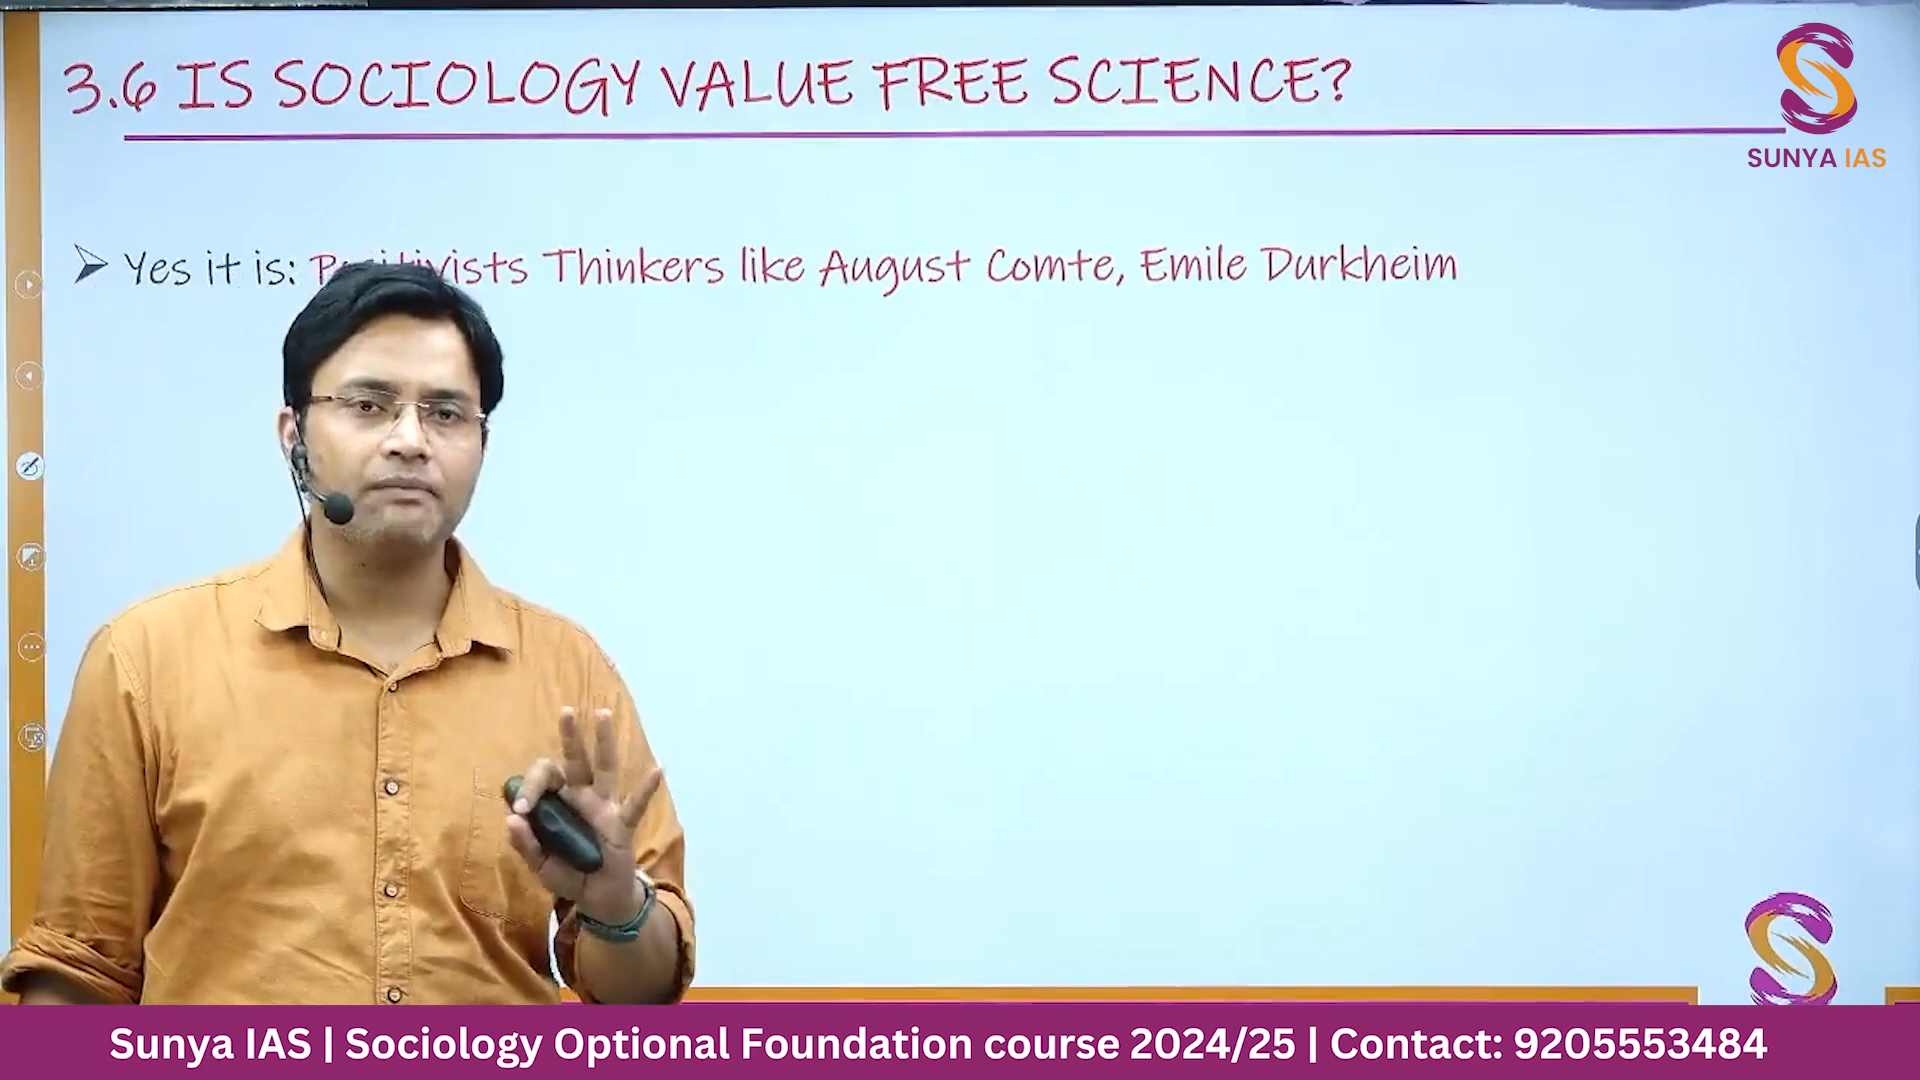 3.6 IS SOCIOLOGY VALUE FREE SCIENCE?
SUNYA IAS
Yes it is: Positivists Thinkers like August Comte, Emile Durkheim
Sunya IAS | Sociology Optional Foundation course 2024/25 | Contact: 9205553484